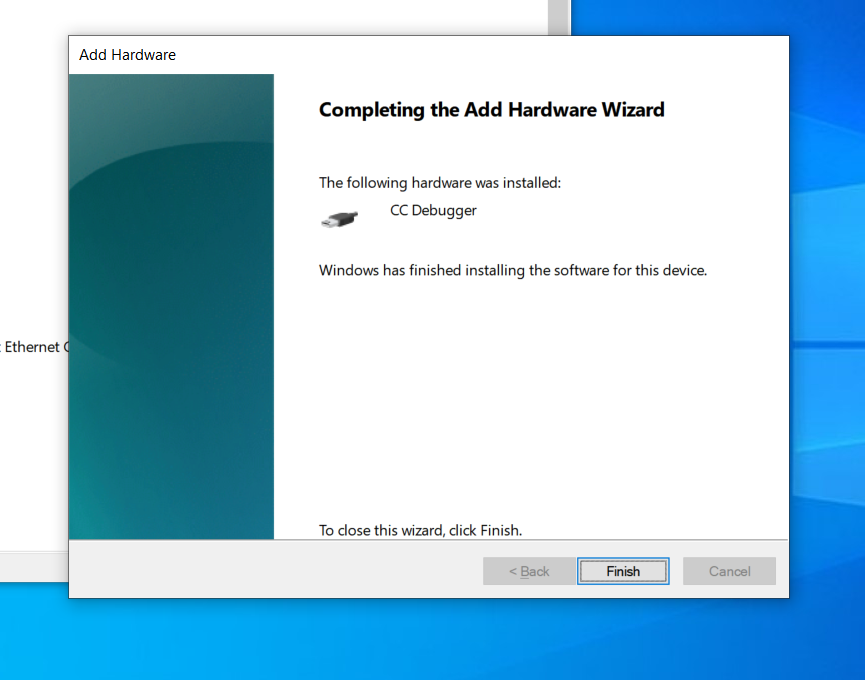 Add Hardware
Completing the Add Hardware Wizard
The following hardware was installed:
CC Debugger
Windows has finished installing the software for this device.
Ethernet
To close this wizard, click Finish.
< Back
Finish
Cancel